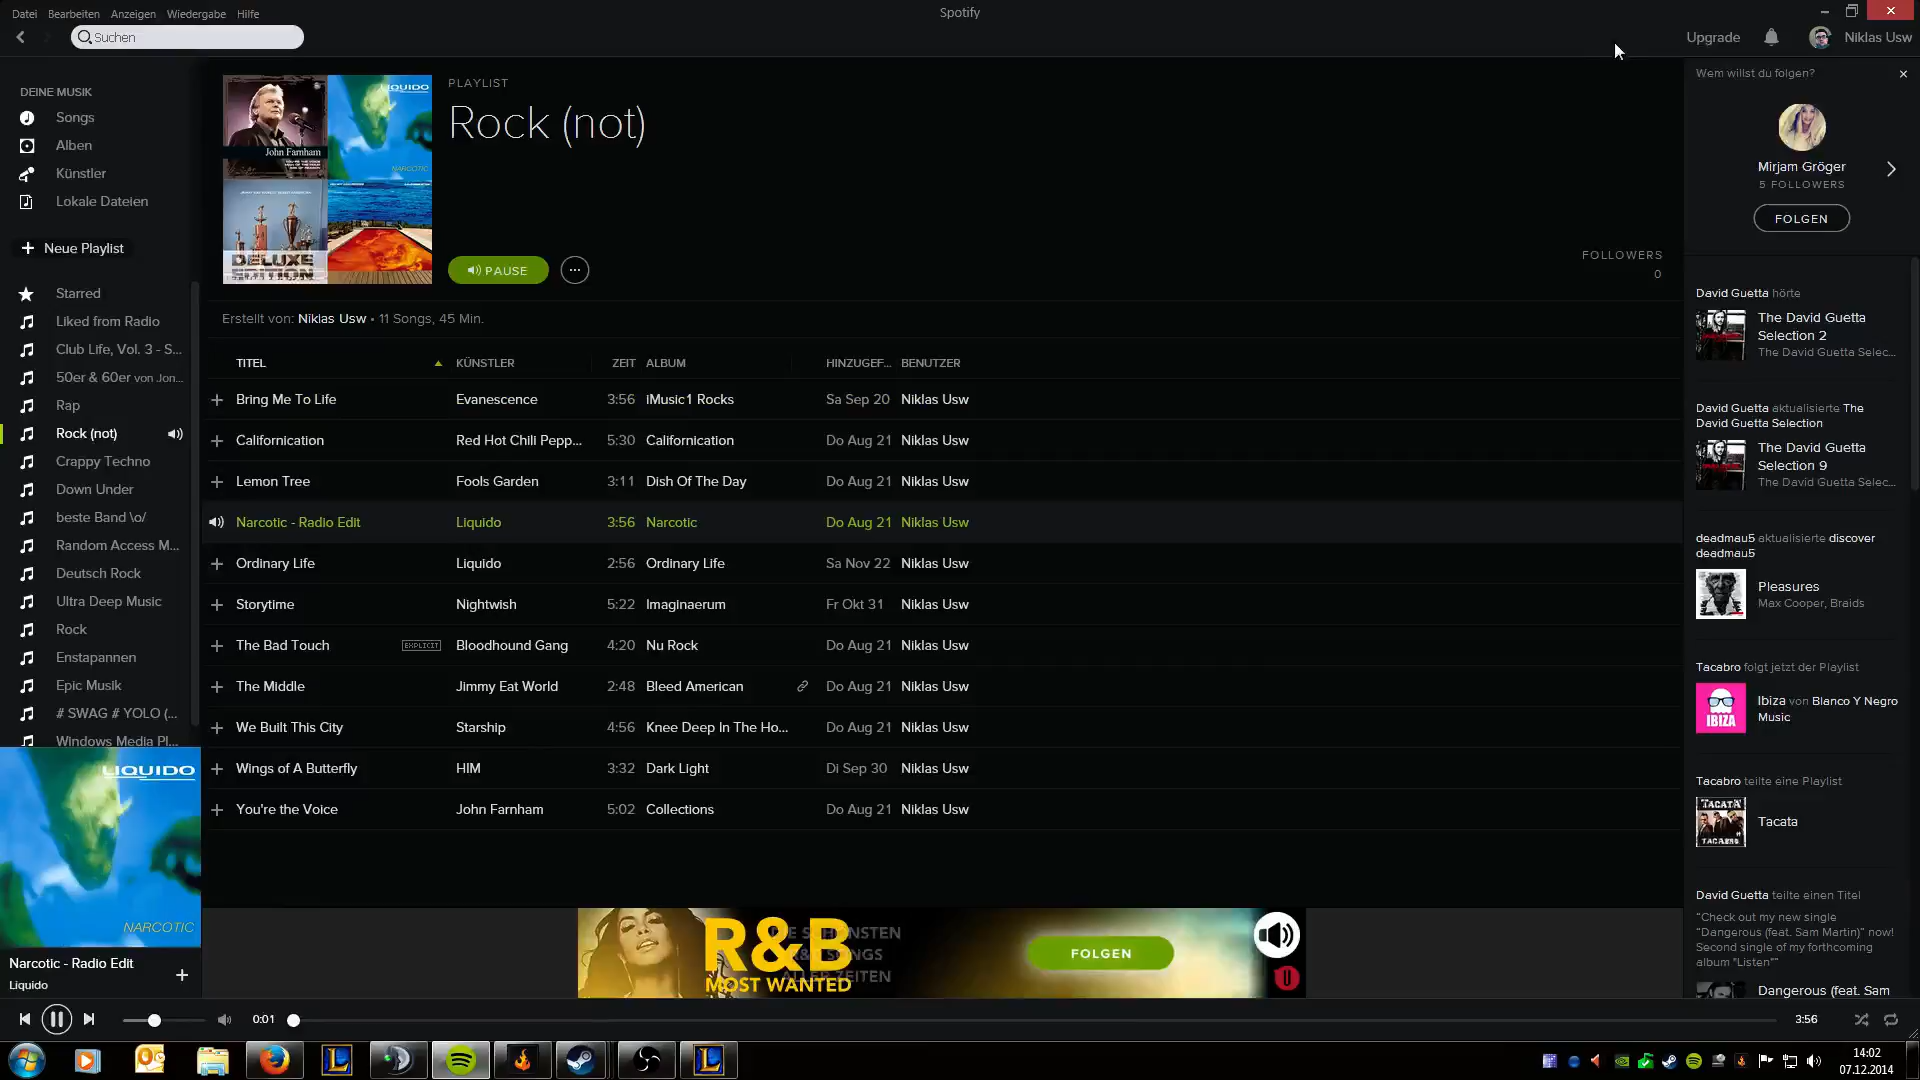 Datei Bearbeiten Anzeigen Wiedergabe Hilfe
Spotify
Suchen
Upgrade
Niklas Usw
DEINE MUSIK
Songs
Alben
Künstler
Lokale Dateien
Neue Playlist
Starred
Liked from Radio
Club Life, Vol. 3 - S...
50er & 60er von Jon...
Rap
Rock (not)
Crappy Techno
Down Under
beste Band \o/
Random Access M...
Deutsch Rock
Ultra Deep Music
Rock
Enstapannen
Epic Musik
# SWAG # YOLO (...
Windows Media Pl...
LIQUIDO
NARCOTIC
Narcotic - Radio Edit
Liquido
John Farnham
LIQUIDO
NARCOTIC
DELUXE
EDITION
PLAYLIST
Rock (not)
PAUSE
FOLLOWERS
0
Erstellt von: Niklas Usw • 11 Songs, 45 Min.
TITEL KÜNSTLER ZEIT ALBUM HINZUGEF... BENUTZER
Bring Me To Life Evanescence 3:56 iMusic1 Rocks Sa Sep 20 Niklas Usw
Californication Red Hot Chili Pepp... 5:30 Californication Do Aug 21 Niklas Usw
Lemon Tree Fools Garden 3:11 Dish Of The Day Do Aug 21 Niklas Usw
Narcotic - Radio Edit Liquido 3:56 Narcotic Do Aug 21 Niklas Usw
Ordinary Life Liquido 2:56 Ordinary Life Sa Nov 22 Niklas Usw
Storytime Nightwish 5:22 Imaginaerum Fr Okt 31 Niklas Usw
The Bad Touch EXPLICIT Bloodhound Gang 4:20 Nu Rock Do Aug 21 Niklas Usw
The Middle Jimmy Eat World 2:48 Bleed American Do Aug 21 Niklas Usw
We Built This City Starship 4:56 Knee Deep In The Ho... Do Aug 21 Niklas Usw
Wings of A Butterfly HIM 3:32 Dark Light Di Sep 30 Niklas Usw
You're the Voice John Farnham 5:02 Collections Do Aug 21 Niklas Usw
R&B
MOST WANTED
DIE SCHÖNSTEN
R&B SONGS
ALLER ZEITEN
FOLGEN
Wem willst du folgen?
Mirjam Gröger
5 FOLLOWERS
FOLGEN
David Guetta hörte
The David Guetta
Selection 2
The David Guetta Selec...
David Guetta aktualisierte The
David Guetta Selection
The David Guetta
Selection 9
The David Guetta Selec...
deadmau5 aktualisierte discover
deadmau5
Pleasures
Max Cooper, Braids
Tacabro folgt jetzt der Playlist
IBIZA
Ibiza von Blanco Y Negro
Music
Tacabro teilte eine Playlist
TACATA
TACABRO
Tacata
David Guetta teilte einen Titel
"Check out my new single
"Dangerous (feat. Sam Martin)" now!
Second single of my forthcoming
album "Listen""
Dangerous (feat. Sam
0:01
3:56
14:02
07.12.2014